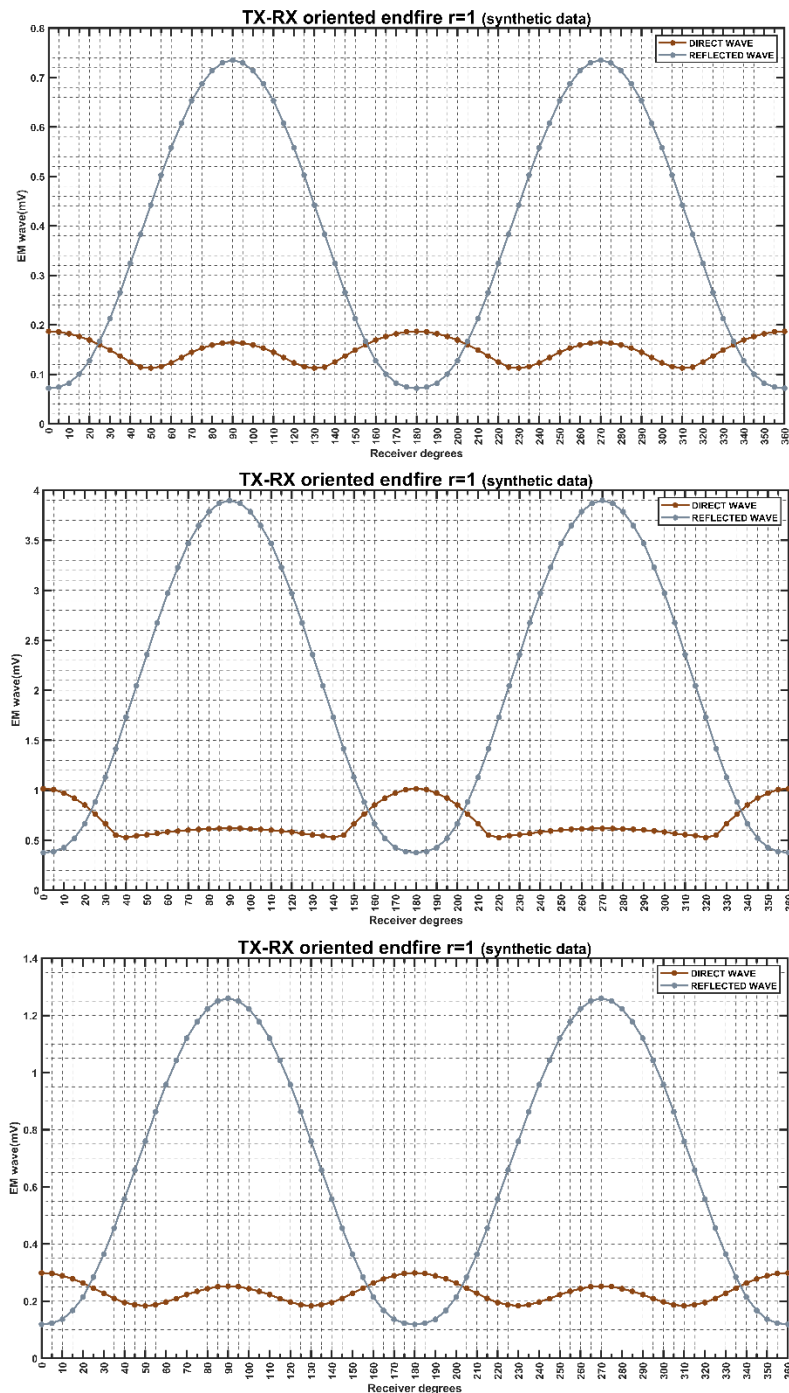 TX-RX oriented endfire r=1 (synthetic data)
DIRECT WAVE
REFLECTED WAVE
0.8
0.7
0.6
0.5
0.4
0.3
0.2
0.1
0
EM wave(mV)
0 10 20 30 40 50 60 70 80 90 100 110 120 130 140 150 160 170 180 190 200 210 220 230 240 250 260 270 280 290 300 310 320 330 340 350 360
Receiver degrees
TX-RX oriented endfire r=1 (synthetic data)
DIRECT WAVE
REFLECTED WAVE
4
3.5
3
2.5
2
1.5
1
0.5
0
EM wave(mV)
0 10 20 30 40 50 60 70 80 90 100 110 120 130 140 150 160 170 180 190 200 210 220 230 240 250 260 270 280 290 300 310 320 330 340 350 360
Receiver degrees
TX-RX oriented endfire r=1 (synthetic data)
DIRECT WAVE
REFLECTED WAVE
1.4
1.2
1
0.8
0.6
0.4
0.2
0
EM wave(mV)
0 10 20 30 40 50 60 70 80 90 100 110 120 130 140 150 160 170 180 190 200 210 220 230 240 250 260 270 280 290 300 310 320 330 340 350 360
Receiver degrees